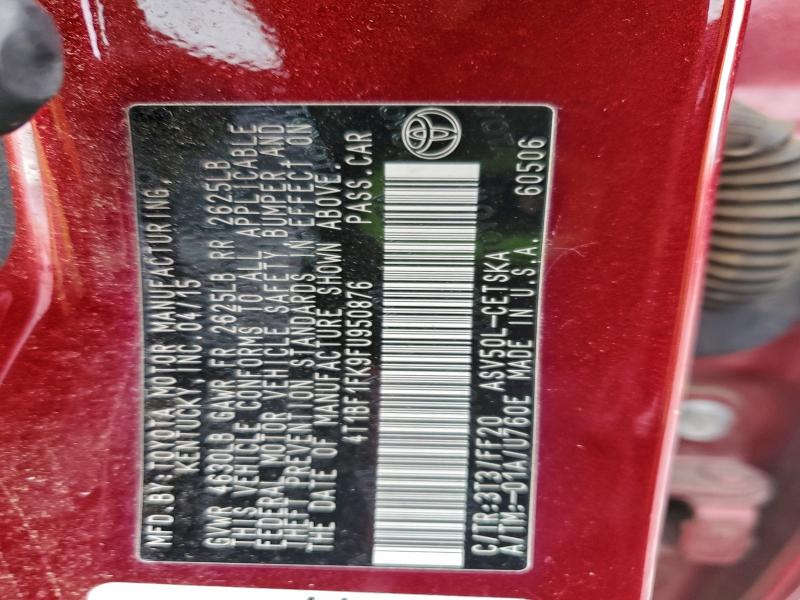 MFD.BY:TOYOTA MOTOR MANUFACTURING,
KENTUCKY, INC.04/15
GVWR 4630LB GAWR FR 2625LB RR 2625LB
THIS VEHICLE CONFORMS TO ALL APPLICABLE
FEDERAL MOTOR VEHICLE SAFETY, BUMPER, AND
THEFT PREVENTION STANDARDS IN EFFECT ON
THE DATE OF MANUFACTURE SHOWN ABOVE.
4T1BF1FK9FU950876 PASS.CAR
C/TR:3T3/FF20 ASV50L-CETSKA 60506
A/TM:-01A/U760E MADE IN U.S.A.